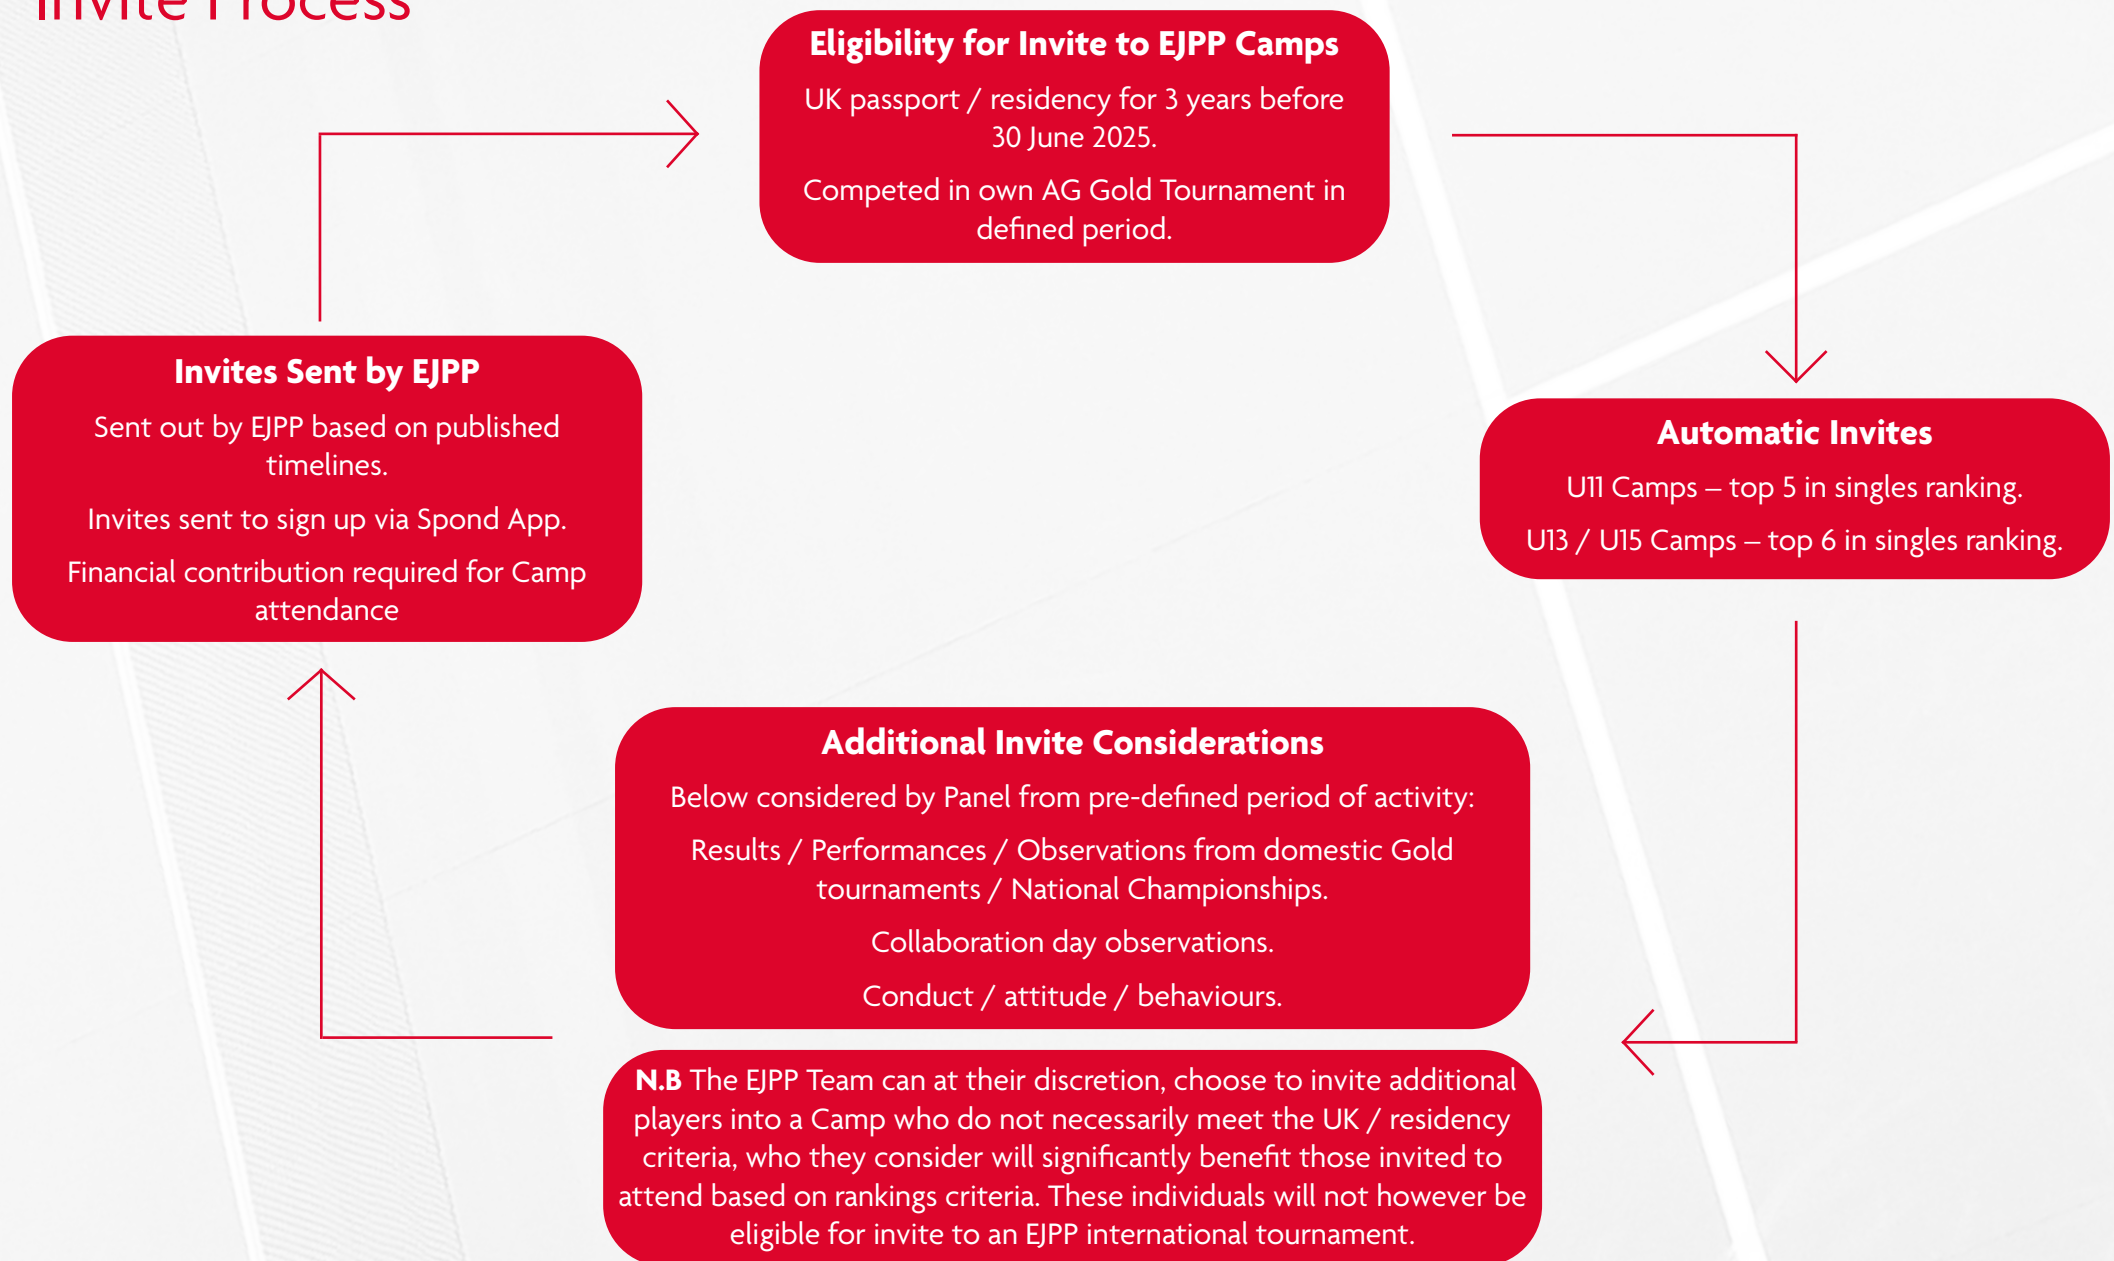 Invite Process
Eligibility for Invite to EJPP Camps
UK passport / residency for 3 years before
30 June 2025.
Competed in own AG Gold Tournament in
defined period.
Automatic Invites
U11 Camps – top 5 in singles ranking.
U13 / U15 Camps – top 6 in singles ranking.
Additional Invite Considerations
Below considered by Panel from pre-defined period of activity:
Results / Performances / Observations from domestic Gold
tournaments / National Championships.
Collaboration day observations.
Conduct / attitude / behaviours.
N.B The EJPP Team can at their discretion, choose to invite additional
players into a Camp who do not necessarily meet the UK / residency
criteria, who they consider will significantly benefit those invited to
attend based on rankings criteria. These individuals will not however be
eligible for invite to an EJPP international tournament.
Invites Sent by EJPP
Sent out by EJPP based on published
timelines.
Invites sent to sign up via Spond App.
Financial contribution required for Camp
attendance